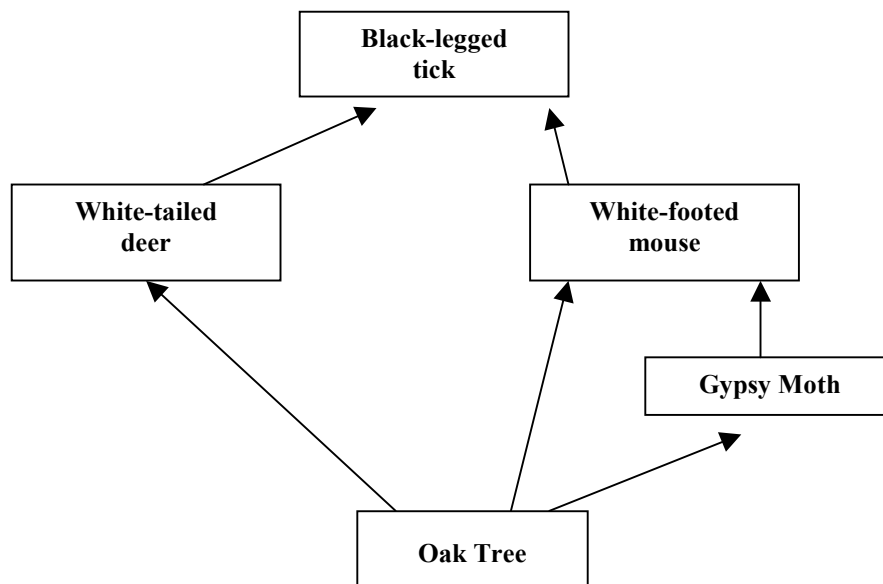 Black-legged
tick
White-tailed
deer
White-footed
mouse
Gypsy Moth
Oak Tree